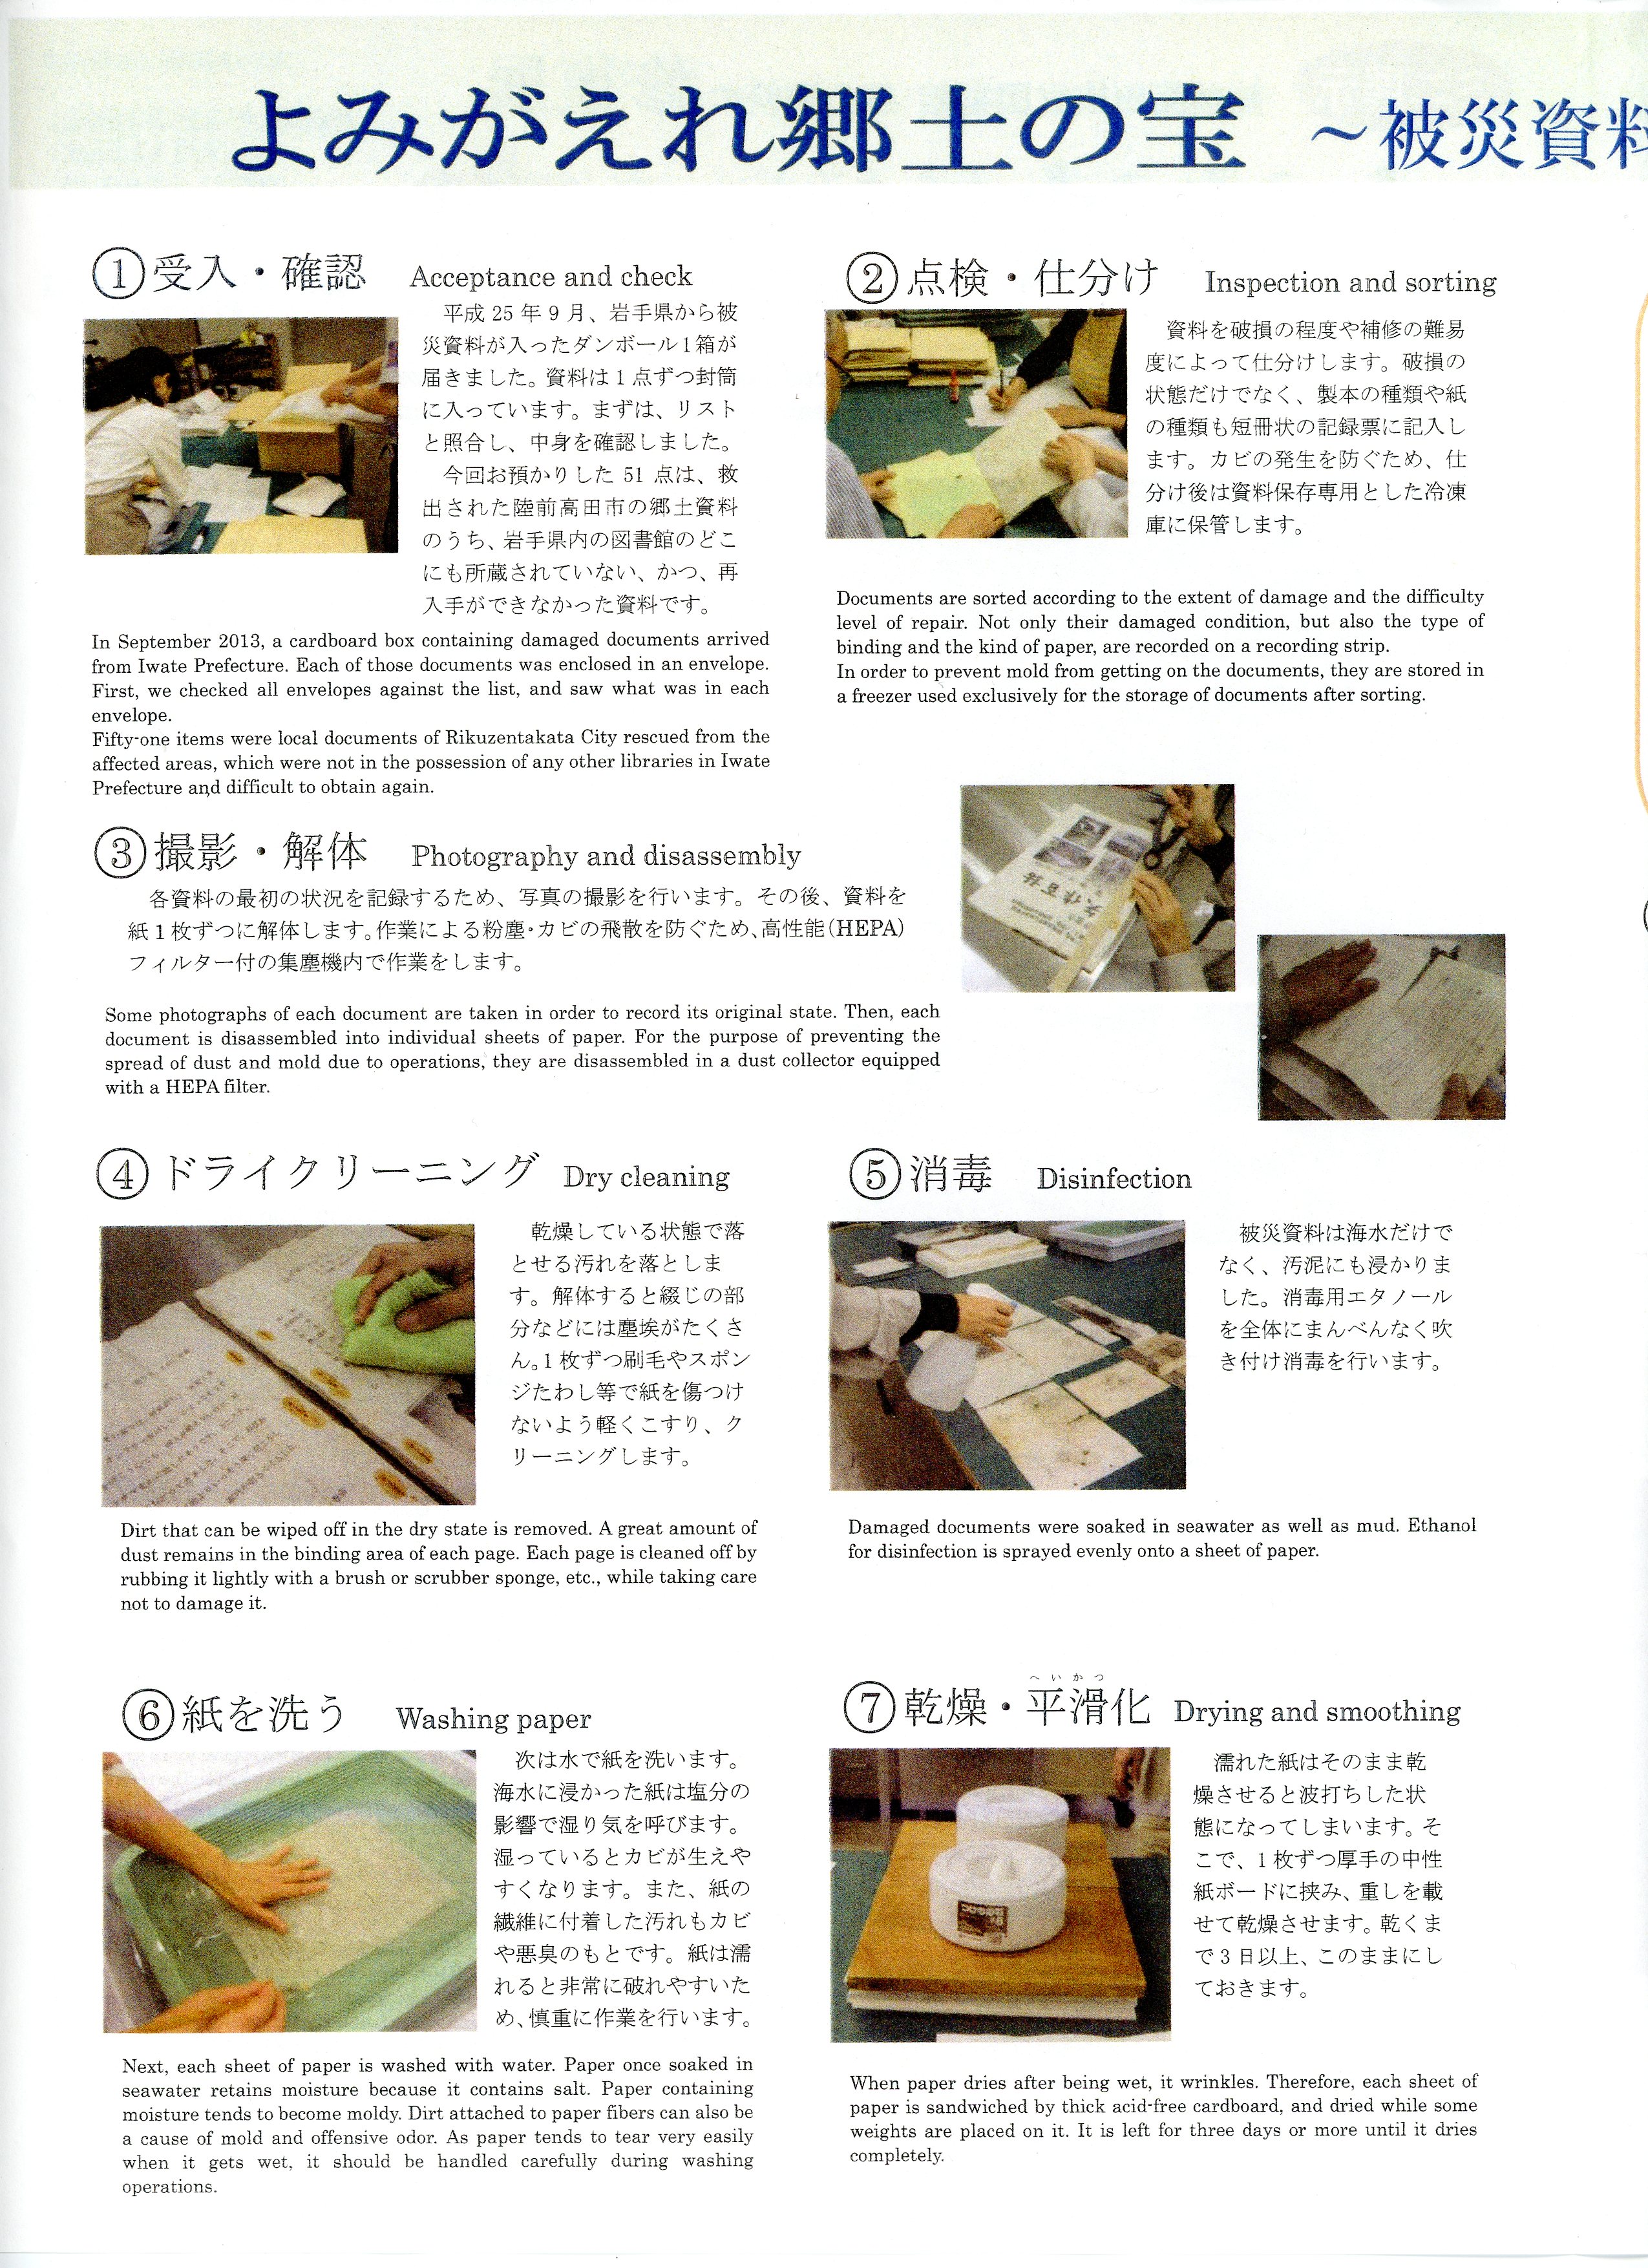 よみがえれ郷土の宝 ～被災資料
①受入・確認 Acceptance and check
平成 25 年 9 月、岩手県から被
災資料が入ったダンボール1箱が
届きました。資料は 1 点ずつ封筒
に入っています。まずは、リスト
と照合し、中身を確認しました。
今回お預かりした 51 点は、救
出された陸前高田市の郷土資料
のうち、岩手県内の図書館のどこ
にも所蔵されていない、かつ、再
入手ができなかった資料です。
In September 2013, a cardboard box containing damaged documents arrived
from Iwate Prefecture. Each of those documents was enclosed in an envelope.
First, we checked all envelopes against the list, and saw what was in each
envelope.
Fifty-one items were local documents of Rikuzentakata City rescued from the
affected areas, which were not in the possession of any other libraries in Iwate
Prefecture and difficult to obtain again.
②点検・仕分け Inspection and sorting
資料を破損の程度や補修の難易
度によって仕分けします。破損の
状態だけでなく、製本の種類や紙
の種類も短冊状の記録票に記入し
ます。カビの発生を防ぐため、仕
分け後は資料保存専用とした冷凍
庫に保管します。
Documents are sorted according to the extent of damage and the difficulty
level of repair. Not only their damaged condition, but also the type of
binding and the kind of paper, are recorded on a recording strip.
In order to prevent mold from getting on the documents, they are stored in
a freezer used exclusively for the storage of documents after sorting.
③撮影・解体 Photography and disassembly
各資料の最初の状況を記録するため、写真の撮影を行います。その後、資料を
紙 1 枚ずつに解体します。作業による粉塵・カビの飛散を防ぐため、高性能(HEPA)
フィルター付の集塵機内で作業をします。
Some photographs of each document are taken in order to record its original state. Then, each
document is disassembled into individual sheets of paper. For the purpose of preventing the
spread of dust and mold due to operations, they are disassembled in a dust collector equipped
with a HEPA filter.
④ドライクリーニング Dry cleaning
乾燥している状態で落
とせる汚れを落としま
す。解体すると綴じの部
分などには塵埃がたくさ
ん。1 枚ずつ刷毛やスポン
ジたわし等で紙を傷つけ
ないよう軽くこすり、ク
リーニングします。
Dirt that can be wiped off in the dry state is removed. A great amount of
dust remains in the binding area of each page. Each page is cleaned off by
rubbing it lightly with a brush or scrubber sponge, etc., while taking care
not to damage it.
⑤消毒 Disinfection
被災資料は海水だけで
なく、汚泥にも浸かりま
した。消毒用エタノール
を全体にまんべんなく吹
き付け消毒を行います。
Damaged documents were soaked in seawater as well as mud. Ethanol
for disinfection is sprayed evenly onto a sheet of paper.
⑥紙を洗う Washing paper
次は水で紙を洗います。
海水に浸かった紙は塩分の
影響で湿り気を呼びます。
湿っているとカビが生えや
すくなります。また、紙の
繊維に付着した汚れもカビ
や悪臭のもとです。紙は濡
れると非常に破れやすいた
め、慎重に作業を行います。
Next, each sheet of paper is washed with water. Paper once soaked in
seawater retains moisture because it contains salt. Paper containing
moisture tends to become moldy. Dirt attached to paper fibers can also be
a cause of mold and offensive odor. As paper tends to tear very easily
when it gets wet, it should be handled carefully during washing
operations.
へいかつ
⑦乾燥・平滑化 Drying and smoothing
濡れた紙はそのまま乾
燥させると波打ちした状
態になってしまいます。そ
こで、1 枚ずつ厚手の中性
紙ボードに挟み、重しを載
せて乾燥させます。乾くま
で 3 日以上、このままにし
ておきます。
When paper dries after being wet, it wrinkles. Therefore, each sheet of
paper is sandwiched by thick acid-free cardboard, and dried while some
weights are placed on it. It is left for three days or more until it dries
completely.